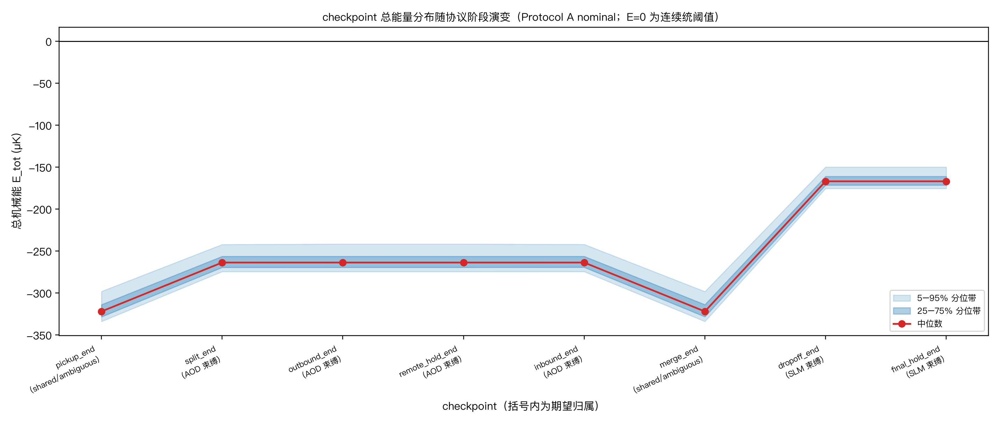 checkpoint 总能量分布随协议阶段演变（Protocol A nominal；E=0 为连续统阈值）
总机械能 E_tot (μK)
0
−50
−100
−150
−200
−250
−300
−350
5−95% 分位带
25−75% 分位带
中位数
pickup_end
(shared/ambiguous)
split_end
(AOD 束缚)
outbound_end
(AOD 束缚)
remote_hold_end
(AOD 束缚)
inbound_end
(AOD 束缚)
merge_end
(shared/ambiguous)
dropoff_end
(SLM 束缚)
final_hold_end
(SLM 束缚)
checkpoint（括号内为期望归属）